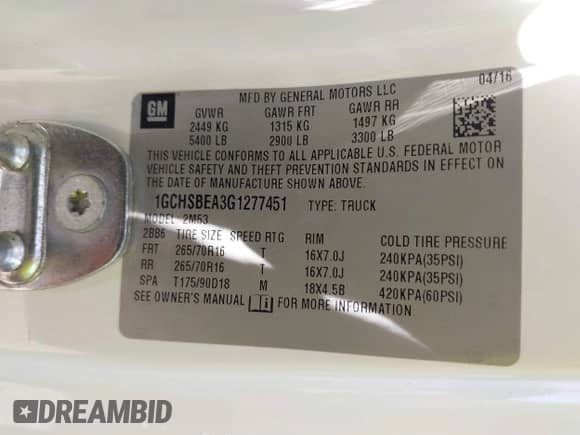 04/16
MFD BY GENERAL MOTORS LLC
GM
GVWR GAWR FRT GAWR RR
2449 KG 1315 KG 1497 KG
5400 LB 2900 LB 3300 LB
THIS VEHICLE CONFORMS TO ALL APPLICABLE U.S. FEDERAL MOTOR
VEHICLE SAFETY AND THEFT PREVENTION STANDARDS IN EFFECT ON
THE DATE OF MANUFACTURE SHOWN ABOVE.
1GCHSBEA3G1277451 TYPE: TRUCK
MODEL: 2M53
2BB6 TIRE SIZE SPEED RTG RIM COLD TIRE PRESSURE
FRT 265/70R16 T 16X7.0J 240KPA(35PSI)
RR 265/70R16 T 16X7.0J 240KPA(35PSI)
SPA T175/90D18 M 18X4.5B 420KPA(60PSI)
SEE OWNER'S MANUAL FOR MORE INFORMATION
DREAMBID